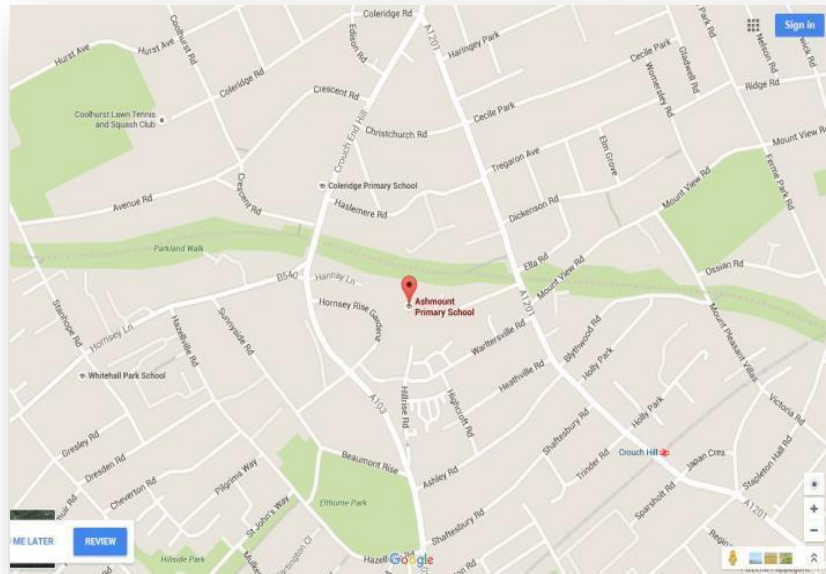 Coleridge Rd
A1201
Sign in
Hurst Ave
Hurst Ave
Coolhurst Rd
Edison Rd
Haringey Park
Park Rd
Nelson Rd
Gladwell Rd
Cecile Park
Womersley Rd
Ridge Rd
Coleridge Rd
Crescent Rd
Coolhurst Lawn Tennis
and Squash Club
Crouch End Hill
Christchurch Rd
Cecile Park
Mount View Rd
Tregaron Ave
Elm Grove
Ferme Park Rd
Coleridge Primary School
Crescent Rd
Mount View Rd
Avenue Rd
Haslemere Rd
Dickenson Rd
Parkland Walk
Ella Rd
Ossian Rd
B540
Hannay Ln
Ashmount
Primary School
A1201
Mount View Rd
Stanhope Rd
Hornsey Rise Gardens
Hornsey Ln
Hazellville Rd
Sunnyside Rd
Warltersville Rd
Blythwood Rd
Mount Pleasant Villas
Holly Park
Heathville Rd
Whitehall Park School
A103
Hillrise Rd
Highcroft Rd
Victoria Rd
Holly Park
Shaftesbury Rd
Gresley Rd
Crouch Hill
Japan Cres
Stapleton Hall Rd
Dresden Rd
Beaumont Rise
Trinder Rd
Pilgrims Way
Ashley Rd
Cheverton Rd
Elthorne Park
Sparsholt Rd
A1201
St John's Way
Shaftesbury Rd
ME LATER
REVIEW
Hillside Park
Google